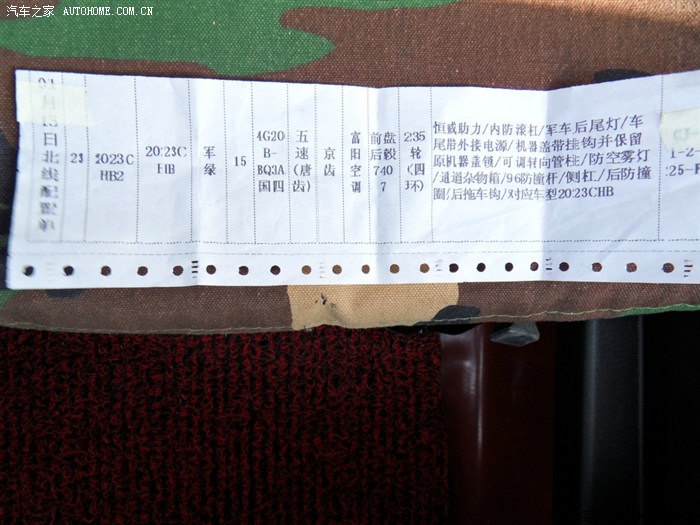 汽车之家 AUTOHOME.COM.CN
日北线配置单
23
2023C
HB2
2023C
HB
军
绿
15
4G20
B-
BQ3A
国四
五
速
(唐
齿)
京
齿
富
阳
空
调
前盘
后毂
740
7
235
轮
(四
环)
恒威助力/内防滚杠/军车后尾灯/车
尾带外接电源/机器盖带挂钩并保留
原机器盖锁/可调转向管柱/防空雾灯
/通道杂物箱/96防撞杆/侧杠/后防撞
圈/后拖车钩/对应车型2023CHB
1-2-
:25-F